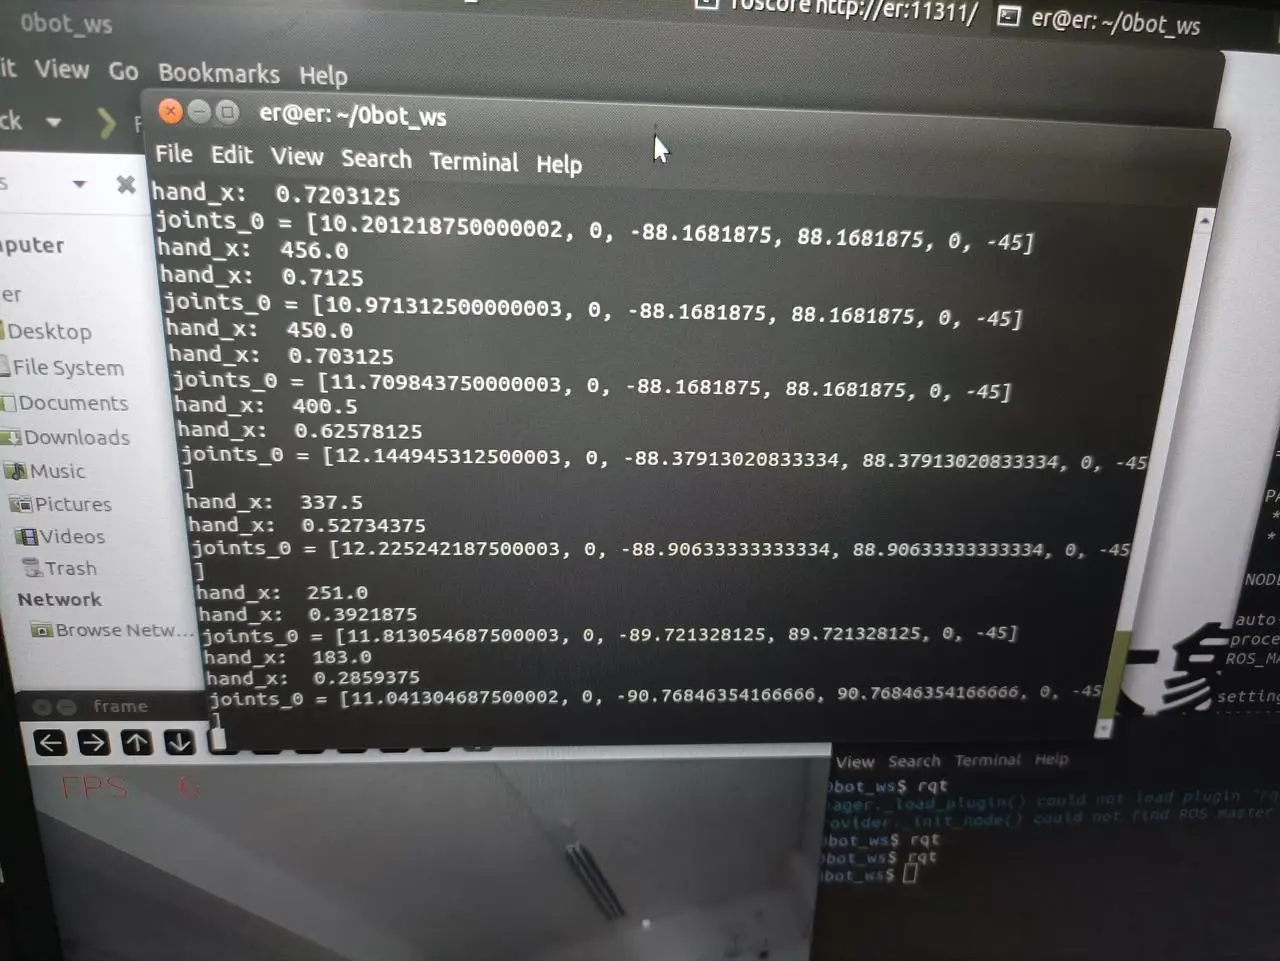 0bot_ws
roscore http://er:11311/
er@er: ~/0bot_ws
it View Go Bookmarks Help
ck
er@er: ~/0bot_ws
File Edit View Search Terminal Help
hand_x: 0.7203125
joints_0 = [10.201218750000002, 0, -88.1681875, 88.1681875, 0, -45]
hand_x: 456.0
hand_x: 0.7125
joints_0 = [10.971312500000003, 0, -88.1681875, 88.1681875, 0, -45]
hand_x: 450.0
hand_x: 0.703125
joints_0 = [11.709843750000003, 0, -88.1681875, 88.1681875, 0, -45]
hand_x: 400.5
hand_x: 0.62578125
joints_0 = [12.144945312500003, 0, -88.37913020833334, 88.37913020833334, 0, -45
]
hand_x: 337.5
hand_x: 0.52734375
joints_0 = [12.225242187500003, 0, -88.90633333333334, 88.90633333333334, 0, -45
]
hand_x: 251.0
hand_x: 0.3921875
joints_0 = [11.813054687500003, 0, -89.721328125, 89.721328125, 0, -45]
hand_x: 183.0
hand_x: 0.2859375
joints_0 = [11.041304687500002, 0, -90.76846354166666, 90.76846354166666, 0, -45
]
s
mputer
er
Desktop
File System
Documents
Downloads
Music
Pictures
Videos
Trash
Network
Browse Netw...
frame
FPS 6
PA
*
*
NODE
auto-
proce
ROS_MA
setting
View Search Terminal Help
0bot_ws$ rqt
ager._load_plugin() could not load plugin "rq
ovider._init_node() could not find ROS master
bot_ws$ rqt
bot_ws$ rqt
bot_ws$